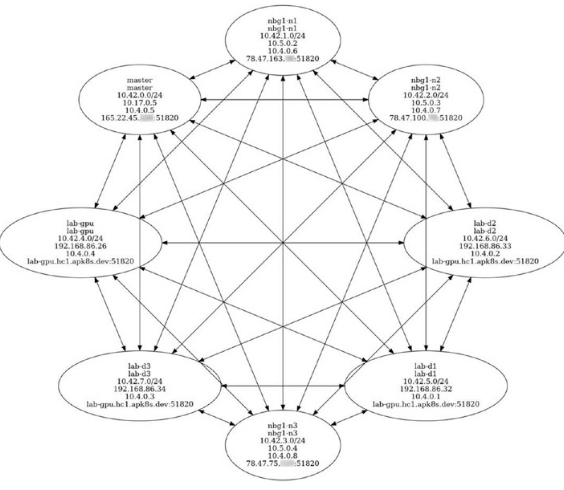 nbg1-n1
nbg1-n1
10.42.1.0/24
10.5.0.2
10.4.0.6
78.47.163. :51820
master
master
10.42.0.0/24
10.17.0.5
10.4.0.5
165.22.45. :51820
nbg1-n2
nbg1-n2
10.42.2.0/24
10.5.0.3
10.4.0.7
78.47.100. :51820
lab-gpu
lab-gpu
10.42.4.0/24
192.168.86.26
10.4.0.4
lab-gpu.hc1.apk8s.dev:51820
lab-d2
lab-d2
10.42.6.0/24
192.168.86.33
10.4.0.2
lab-gpu.hc1.apk8s.dev:51820
lab-d3
lab-d3
10.42.7.0/24
192.168.86.34
10.4.0.3
lab-gpu.hc1.apk8s.dev:51820
lab-d1
lab-d1
10.42.5.0/24
192.168.86.32
10.4.0.1
lab-gpu.hc1.apk8s.dev:51820
nbg1-n3
nbg1-n3
10.42.3.0/24
10.5.0.4
10.4.0.8
78.47.75. :51820